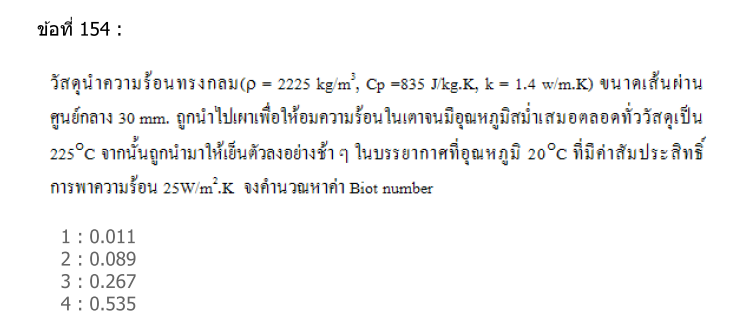 ข้อที่ 154 :
วัสดุนำความร้อนทรงกลม(ρ = 2225 kg/m³, Cp =835 J/kg.K, k = 1.4 w/m.K) ขนาดเส้นผ่าน
ศูนย์กลาง 30 mm. ถูกนำไปเผาเพื่อให้อมความร้อนในเตาจนมีอุณหภูมิสม่ำเสมอตลอดทั่ววัสดุเป็น
225°C จากนั้นถูกนำมาให้เย็นตัวลงอย่างช้า ๆ ในบรรยากาศที่อุณหภูมิ 20°C ที่มีค่าสัมประสิทธิ์
การพาความร้อน 25W/m².K จงคำนวณหาค่า Biot number
1 : 0.011
2 : 0.089
3 : 0.267
4 : 0.535